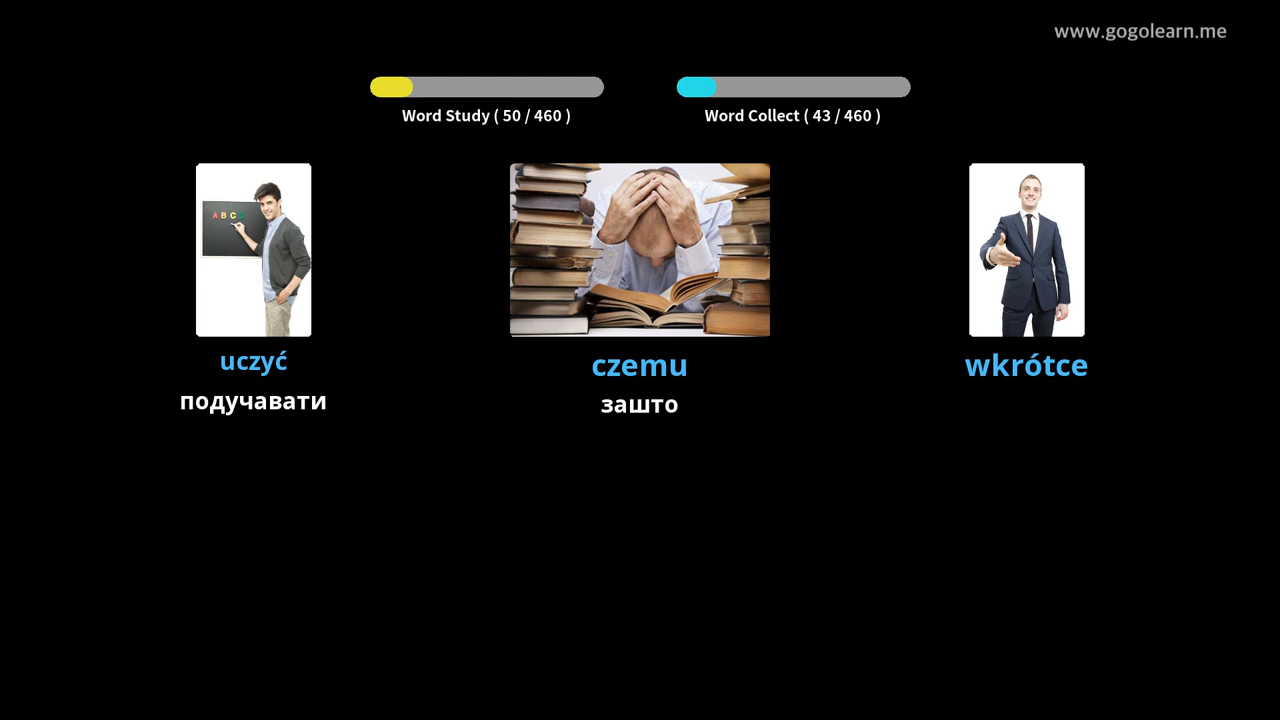 www.gogolearn.me
Word Study ( 50 / 460 )
Word Collect ( 43 / 460 )
A B C D
uczyć
подучавати
czemu
зашто
wkrótce